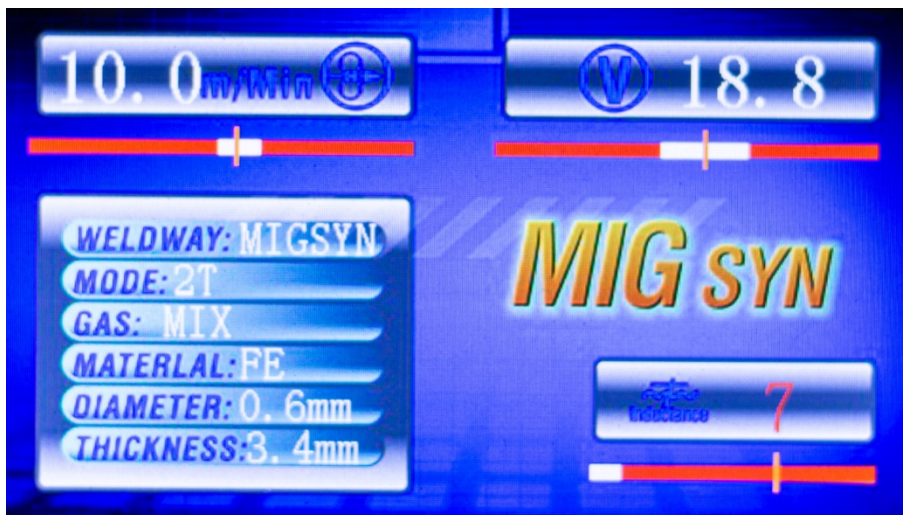 10.0m/Min
V 18.8
WELDWAY: MIGSYN
MODE: 2T
GAS: MIX
MATERLAL: FE
DIAMETER: 0.6mm
THICKNESS: 3.4mm
MIG SYN
Inductance 7